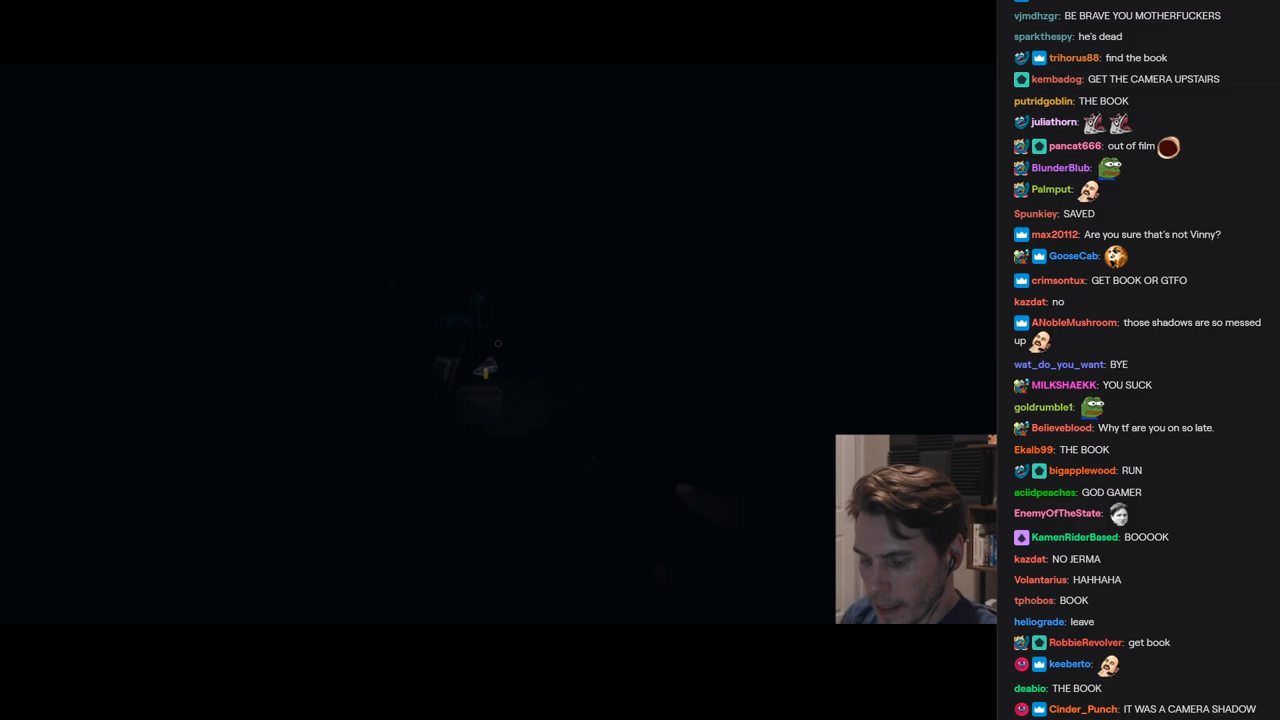 vjmdhzgr: BE BRAVE YOU MOTHERFUCKERS
sparkthespy: he's dead
trihorus88: find the book
kembadog: GET THE CAMERA UPSTAIRS
putridgoblin: THE BOOK
juliathorn:
pancat666: out of film
BlunderBlub:
Palmput:
Spunkiey: SAVED
max20112: Are you sure that's not Vinny?
GooseCab:
crimsontux: GET BOOK OR GTFO
kazdat: no
ANobleMushroom: those shadows are so messed
up
wat_do_you_want: BYE
MILKSHAEKK: YOU SUCK
goldrumble1:
Believeblood: Why tf are you on so late.
Ekalb99: THE BOOK
bigapplewood: RUN
aciidpeaches: GOD GAMER
EnemyOfTheState:
KamenRiderBased: BOOOOK
kazdat: NO JERMA
Volantarius: HAHHAHA
tphobos: BOOK
heliograde: leave
RobbieRevolver: get book
keeberto:
deabio: THE BOOK
Cinder_Punch: IT WAS A CAMERA SHADOW